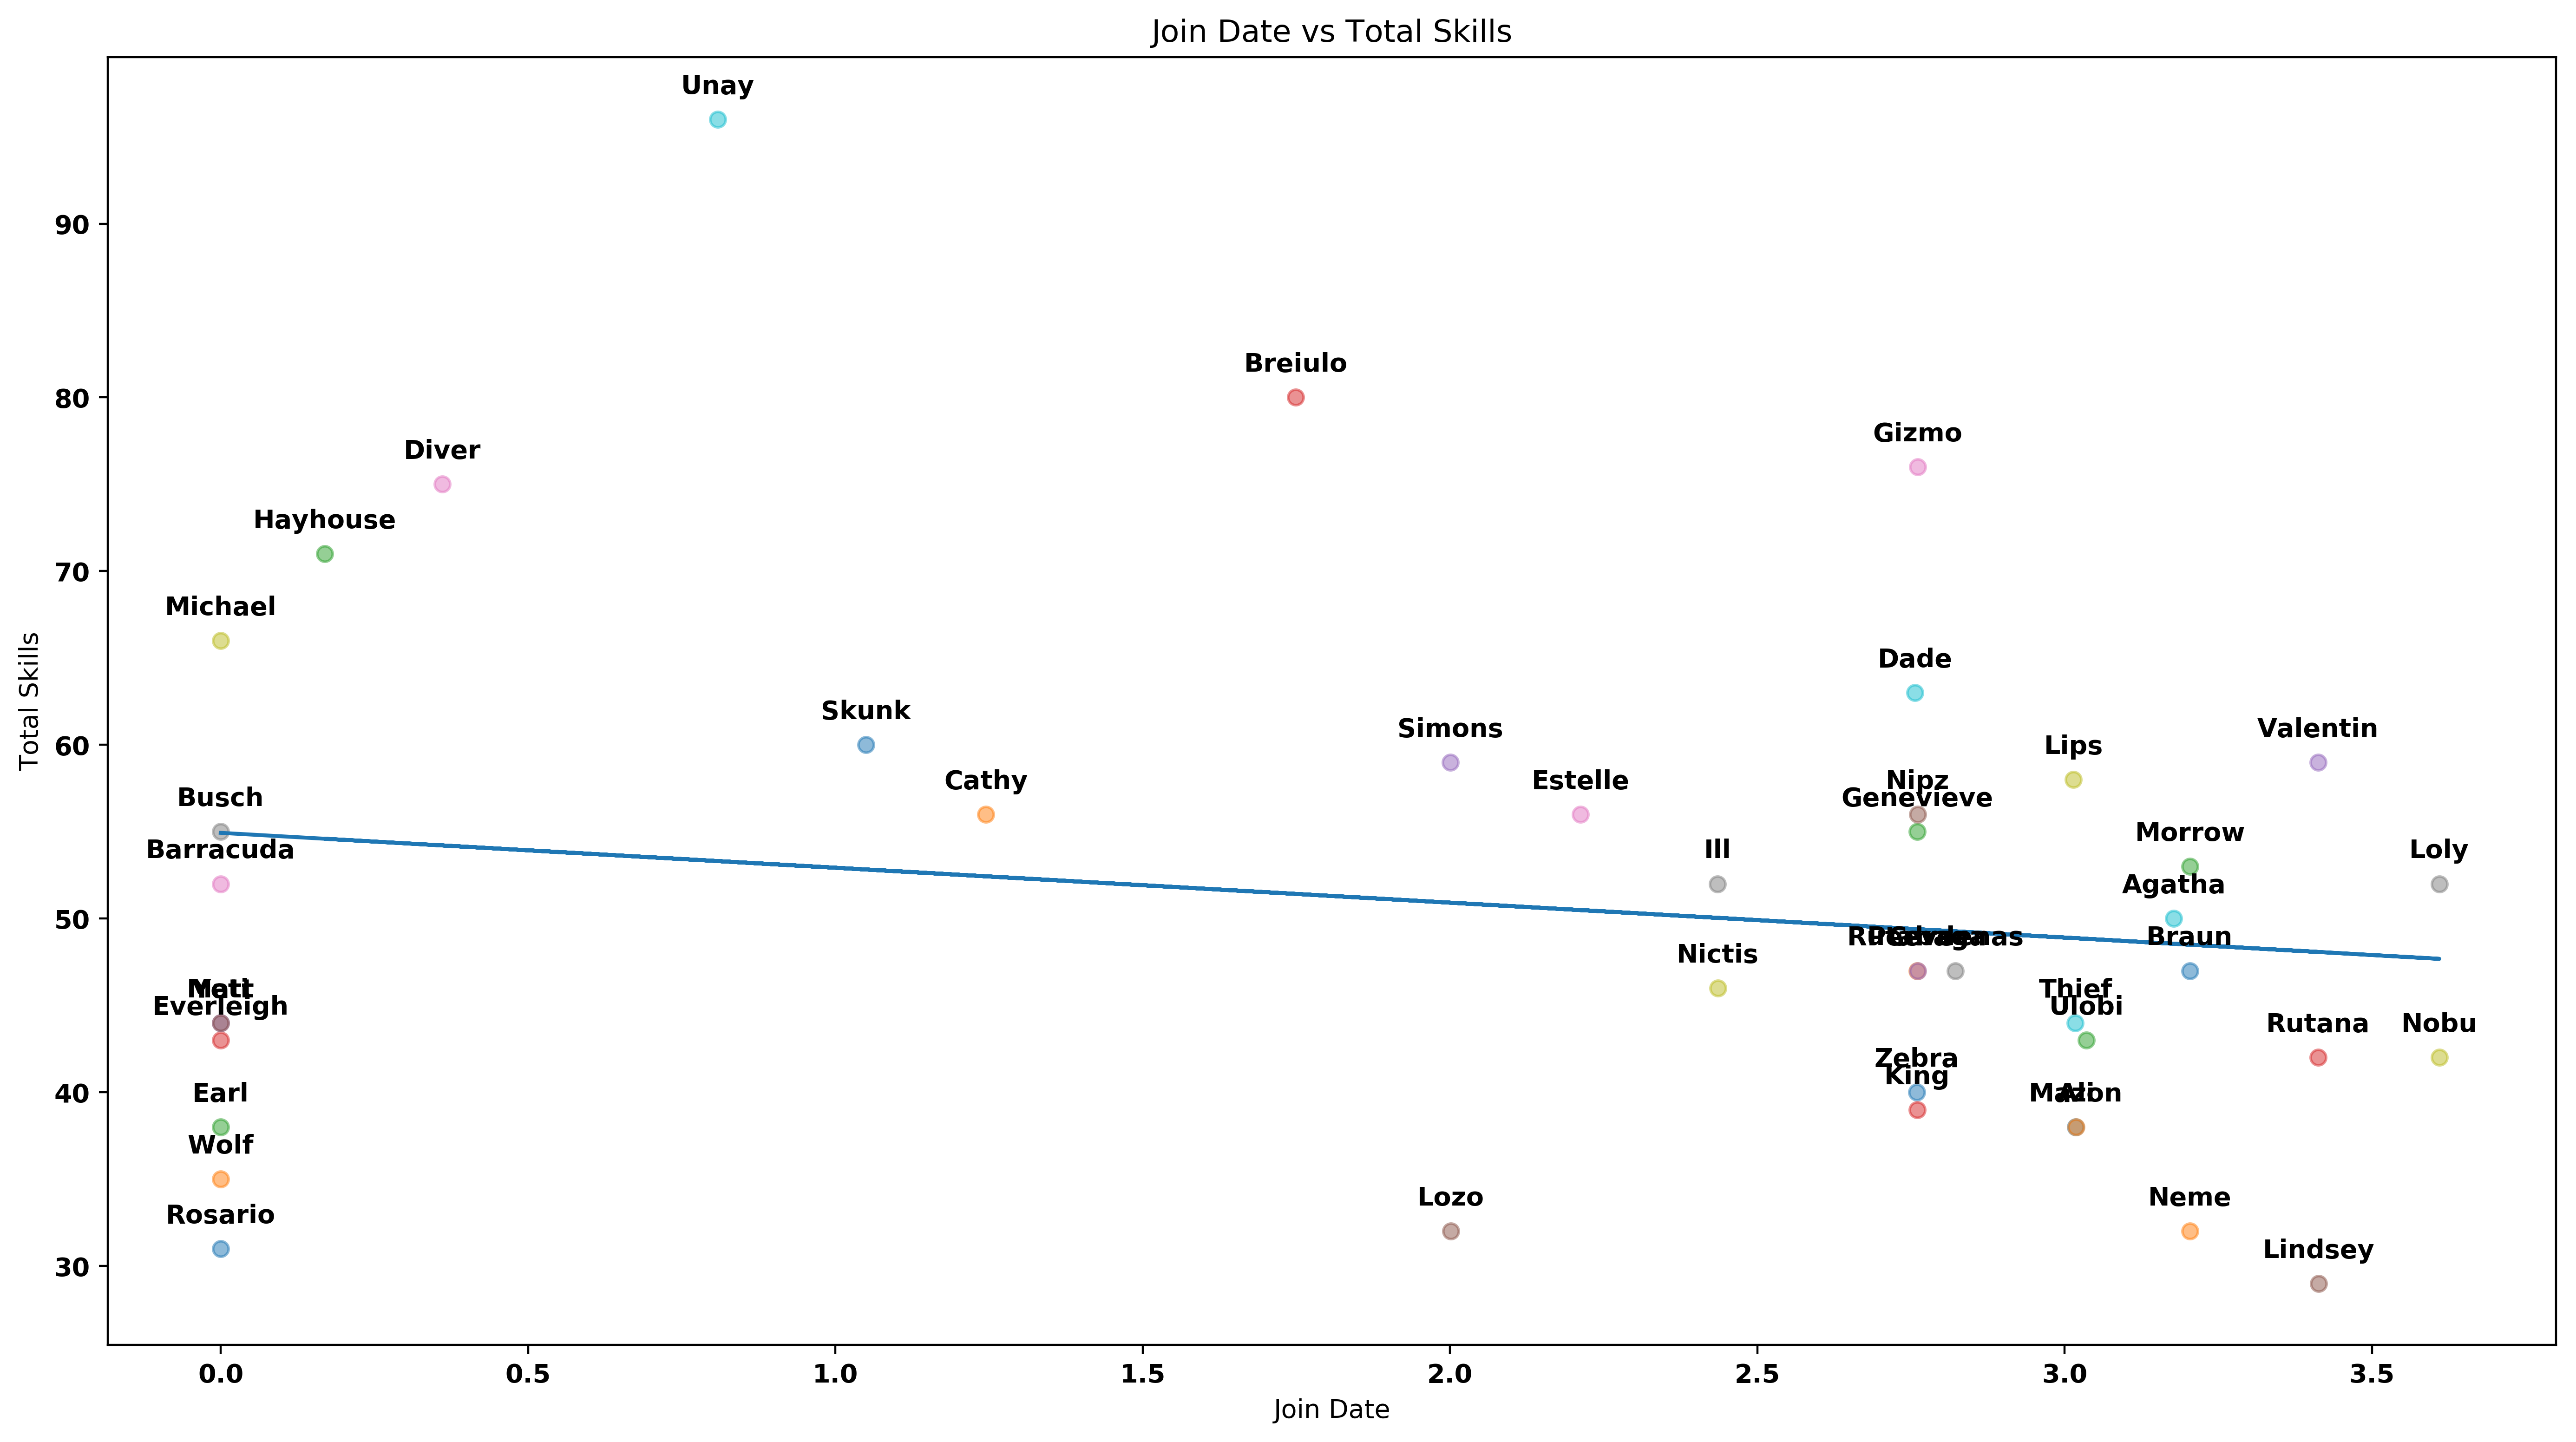 Join Date vs Total Skills
Unay
90
Breiulo
80
Gizmo
Diver
Hayhouse
70
Michael
Dade
Skunk
Simons
Valentin
Lips
60
Cathy
Estelle
Nipz
Busch
Genevieve
Morrow
Barracuda
Ill
Loly
Agatha
50
Braun
Nictis
Thief
Everleigh
Ulobi
Rutana
Nobu
Zebra
King
40
Earl
Wolf
Rosario
Lozo
Neme
Lindsey
30
Total Skills
0.0 0.5 1.0 1.5 2.0 2.5 3.0 3.5
Join Date